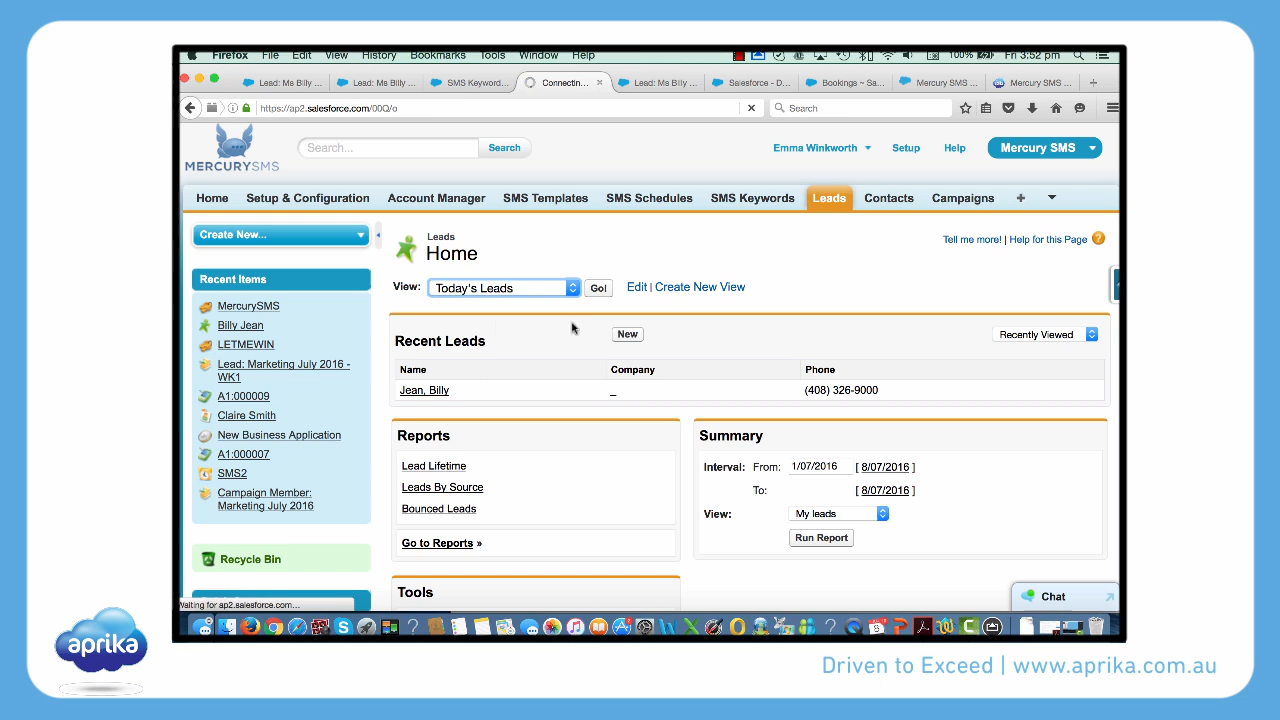 Firefox File Edit View History Bookmarks Tools Window Help 100% Fri 3:52 pm
Lead: Ms Billy ... Lead: Ms Billy ... SMS Keyword... Connectin... Lead: Ms Billy ... Salesforce - D... Bookings ~ Sa... Mercury SMS ... Mercury SMS ...
https://ap2.salesforce.com/00Q/o Search
MERCURYSMS Search... Search Emma Winkworth Setup Help Mercury SMS
Home Setup & Configuration Account Manager SMS Templates SMS Schedules SMS Keywords Leads Contacts Campaigns +
Create New...
Recent Items
MercurySMS
Billy Jean
LETMEWIN
Lead: Marketing July 2016 -
WK1
A1:000009
Claire Smith
New Business Application
A1:000007
SMS2
Campaign Member:
Marketing July 2016
Recycle Bin
Leads
Home
Tell me more! | Help for this Page ?
View: Today's Leads Go! Edit | Create New View
Recent Leads New Recently Viewed
Name Company Phone
Jean, Billy _ (408) 326-9000
Reports
Lead Lifetime
Leads By Source
Bounced Leads
Go to Reports »
Summary
Interval: From: 1/07/2016 [ 8/07/2016 ]
To: [ 8/07/2016 ]
View: My leads
Run Report
Tools
Chat
Waiting for ap2.salesforce.com...
aprika
Driven to Exceed | www.aprika.com.au